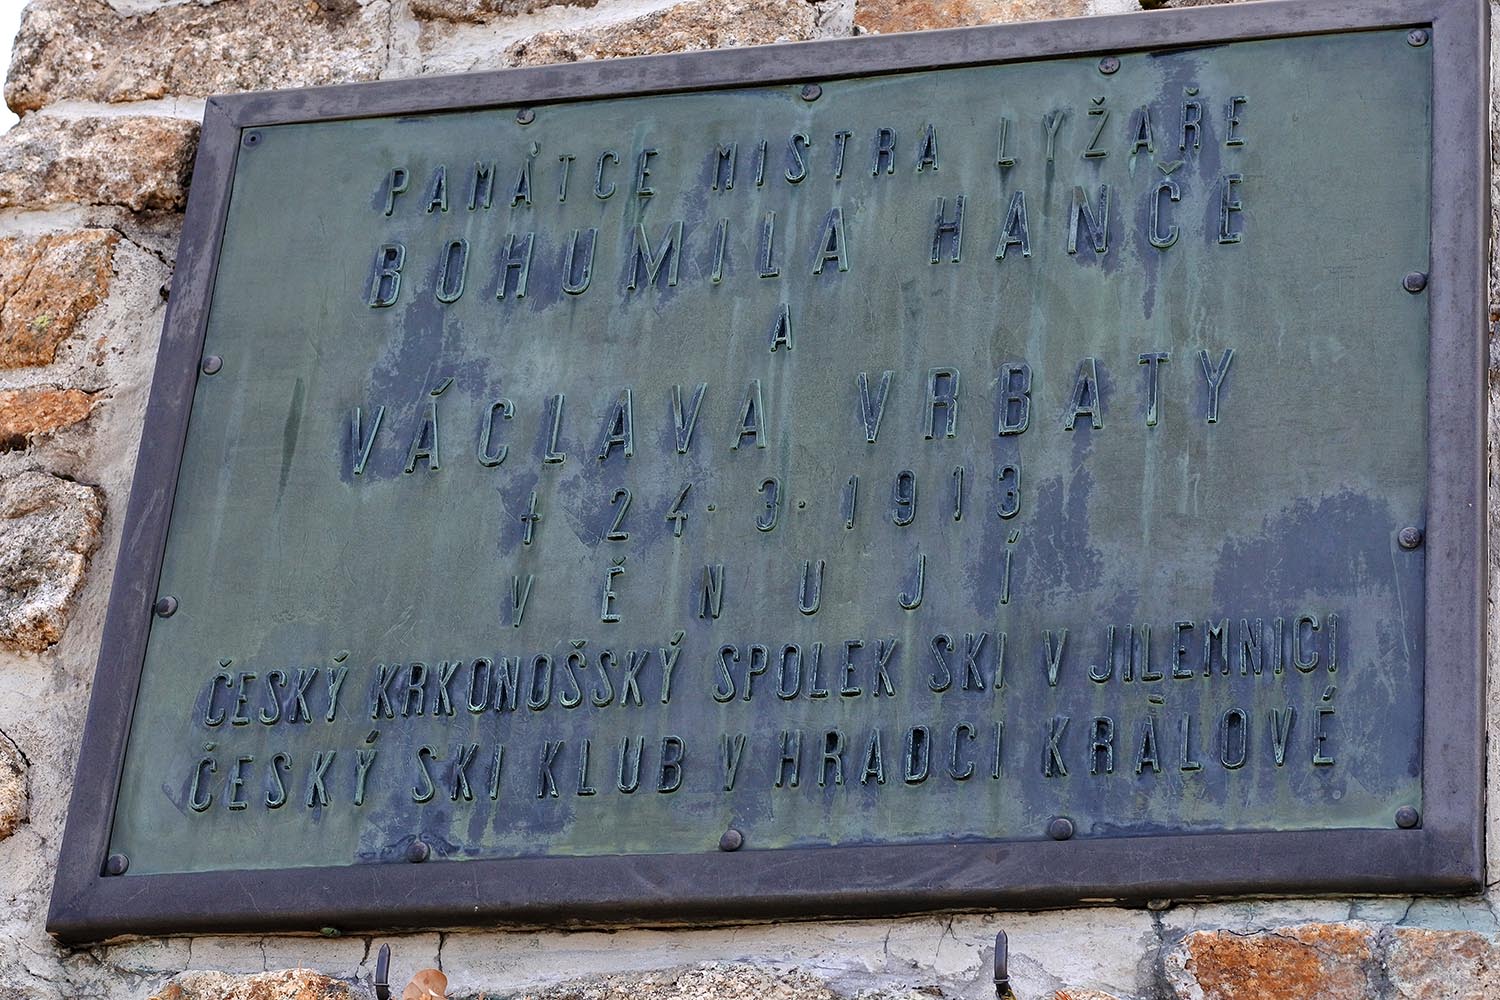 PAMÁTCE MISTRA LYŽAŘE
BOHUMILA HANČE
A
VÁCLAVA VRBATY
† 24·3·1913
VĚNUJÍ
ČESKÝ KRKONOŠSKÝ SPOLEK SKI V JILEMNICI
ČESKÝ SKI KLUB V HRADCI KRÁLOVÉ